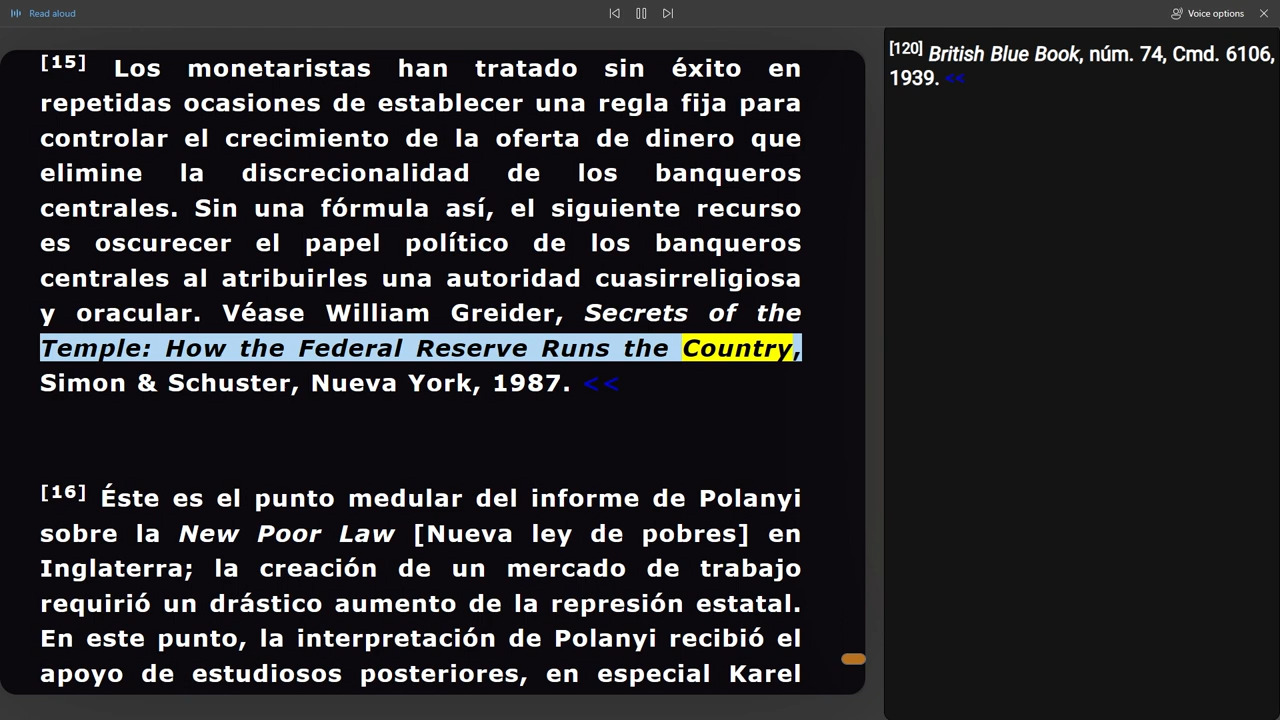 Read aloud
Voice options
[15] Los monetaristas han tratado sin éxito en
repetidas ocasiones de establecer una regla fija para
controlar el crecimiento de la oferta de dinero que
elimine la discrecionalidad de los banqueros
centrales. Sin una fórmula así, el siguiente recurso
es oscurecer el papel político de los banqueros
centrales al atribuirles una autoridad cuasirreligiosa
y oracular. Véase William Greider, Secrets of the
Temple: How the Federal Reserve Runs the Country,
Simon & Schuster, Nueva York, 1987. <<
[16] Éste es el punto medular del informe de Polanyi
sobre la New Poor Law [Nueva ley de pobres] en
Inglaterra; la creación de un mercado de trabajo
requirió un drástico aumento de la represión estatal.
En este punto, la interpretación de Polanyi recibió el
apoyo de estudiosos posteriores, en especial Karel
[120] British Blue Book, núm. 74, Cmd. 6106,
1939. <<